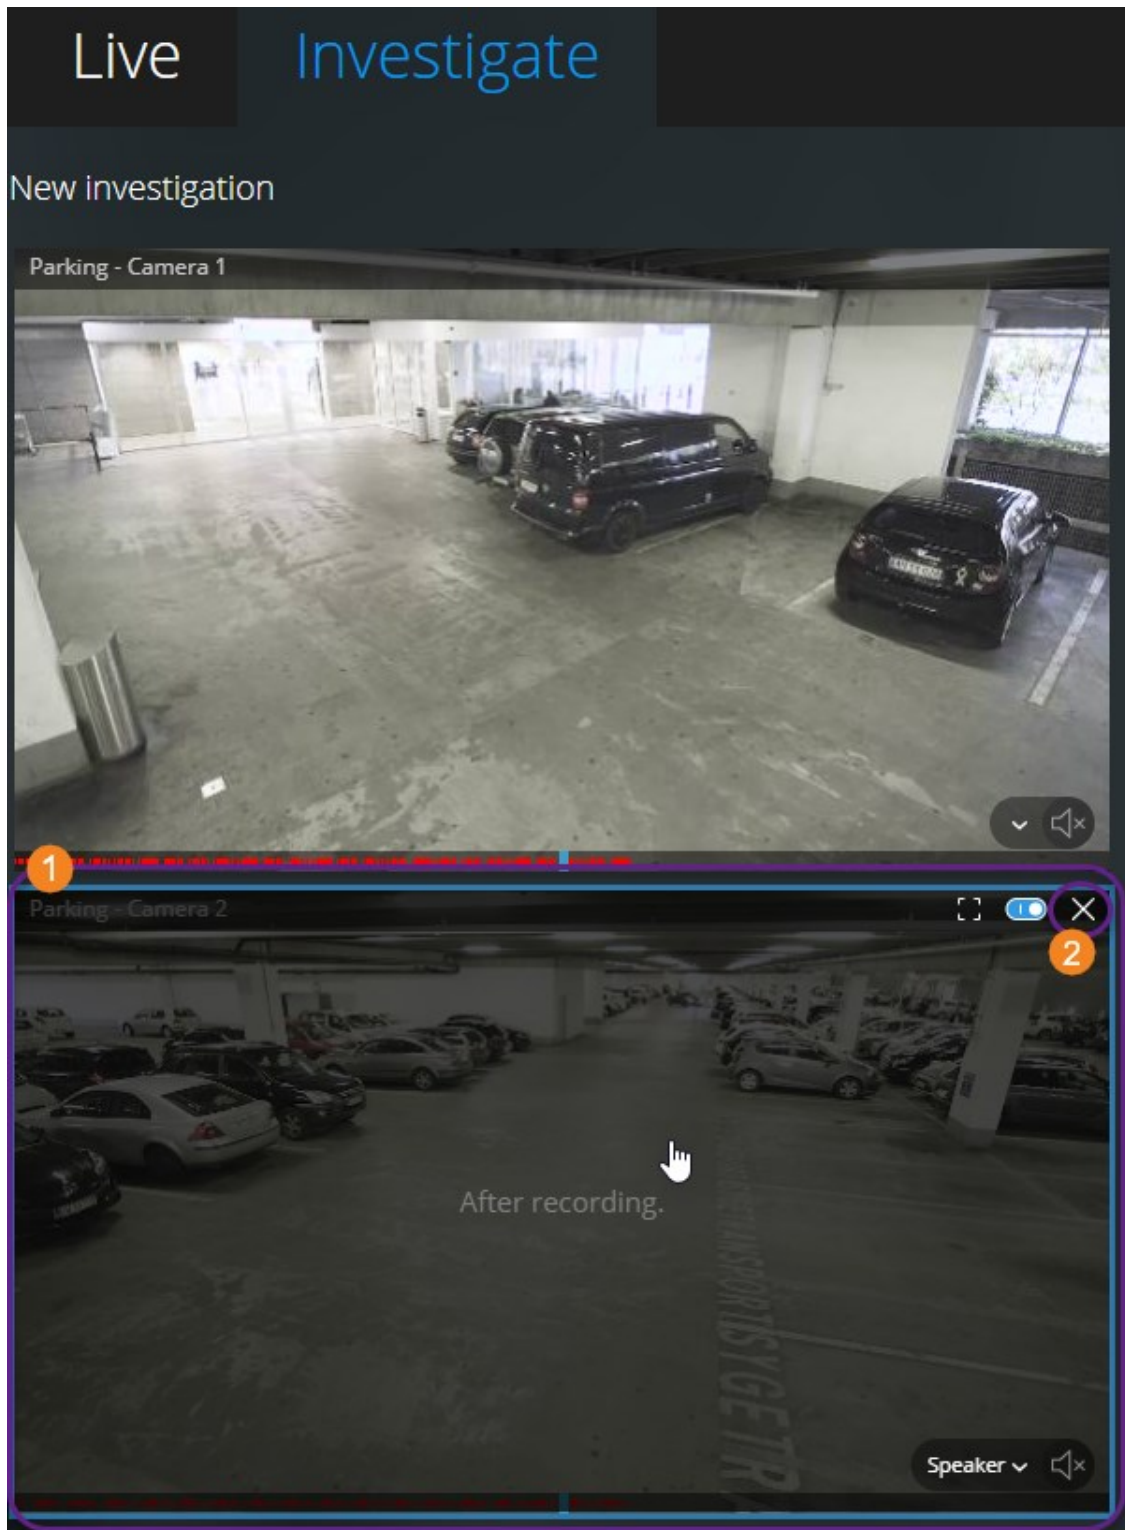 Live Investigate
New investigation
Parking - Camera 1
1
Parking - Camera 2
2
After recording.
Speaker